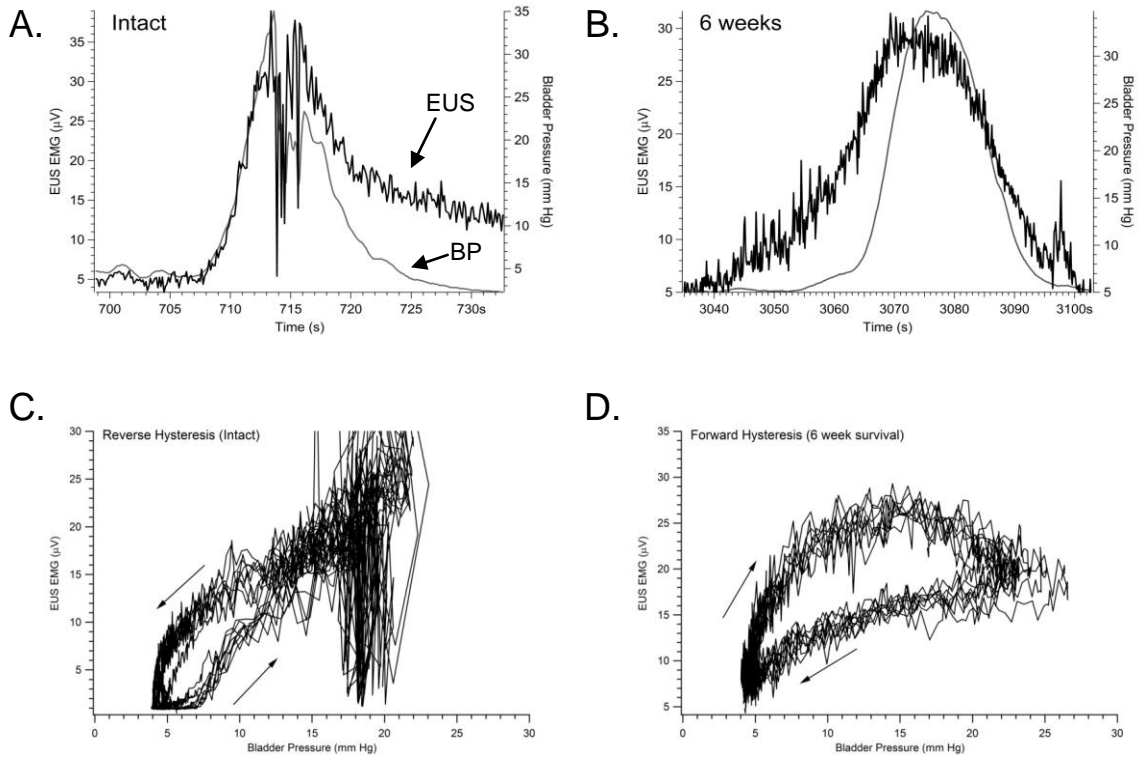 A.
Intact
EUS EMG (µV)
35
30
25
20
15
10
5
35
30
25
20
15
10
5
Bladder Pressure (mm Hg)
EUS
BP
700
705
710
715
720
725
730s
Time (s)
B.
6 weeks
EUS EMG (µV)
30
25
20
15
10
5
30
25
20
15
10
5
Bladder Pressure (mm Hg)
3040
3050
3060
3070
3080
3090
3100s
Time (s)
C.
Reverse Hysteresis (Intact)
EUS EMG (µV)
30
25
20
15
10
5
0
5
10
15
20
25
30
Bladder Pressure (mm Hg)
D.
Forward Hysteresis (6 week survival)
EUS EMG (µV)
35
30
25
20
15
10
5
0
5
10
15
20
25
30
Bladder Pressure (mm Hg)